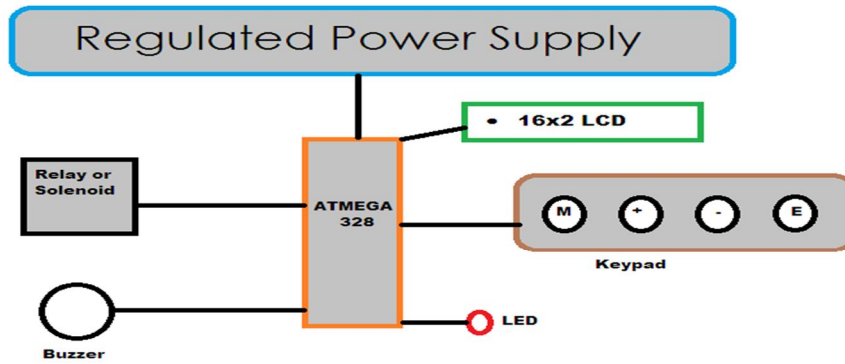 Regulated Power Supply
• 16x2 LCD
Relay or
Solenoid
ATMEGA
328
M + - E
Keypad
LED
Buzzer